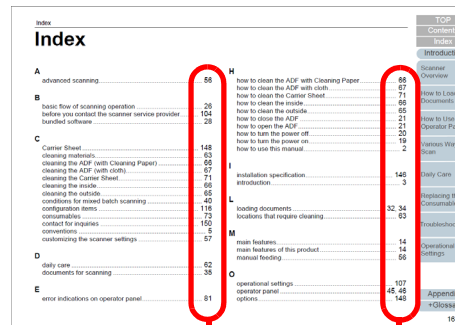 Index
Index
A
advanced scanning 56
B
basic flow of scanning operation 26
before you contact the scanner service provider 104
bundled software 28
C
Carrier Sheet 148
cleaning materials 63
cleaning the ADF (with Cleaning Paper) 66
cleaning the ADF (with cloth) 67
cleaning the Carrier Sheet 71
cleaning the inside 66
cleaning the outside 65
conditions for mixed batch scanning 40
configuration items 116
consumables 73
contact for inquiries 150
conventions 5
customizing the scanner settings 57
D
daily care 62
documents for scanning 35
E
error indications on operator panel 81
H
how to clean the ADF with Cleaning Paper 66
how to clean the ADF with cloth 67
how to clean the Carrier Sheet 71
how to clean the inside 66
how to clean the outside 65
how to close the ADF 21
how to open the ADF 21
how to turn the power off 20
how to turn the power on 19
how to use this manual 2
I
installation specification 146
introduction 3
L
loading documents 32, 34
locations that require cleaning 63
M
main features 14
main features of this product 14
manual feeding 56
O
operational settings 107
operator panel 45, 46
options 148
TOP
Content
Index
Introducti
Scanner
Overview
How to Load
Documents
How to Use
Operator Pa
Various Way
Scan
Daily Care
Replacing th
Consumable
Troubleshoo
Operational
Settings
Appendi
+Glossa
16